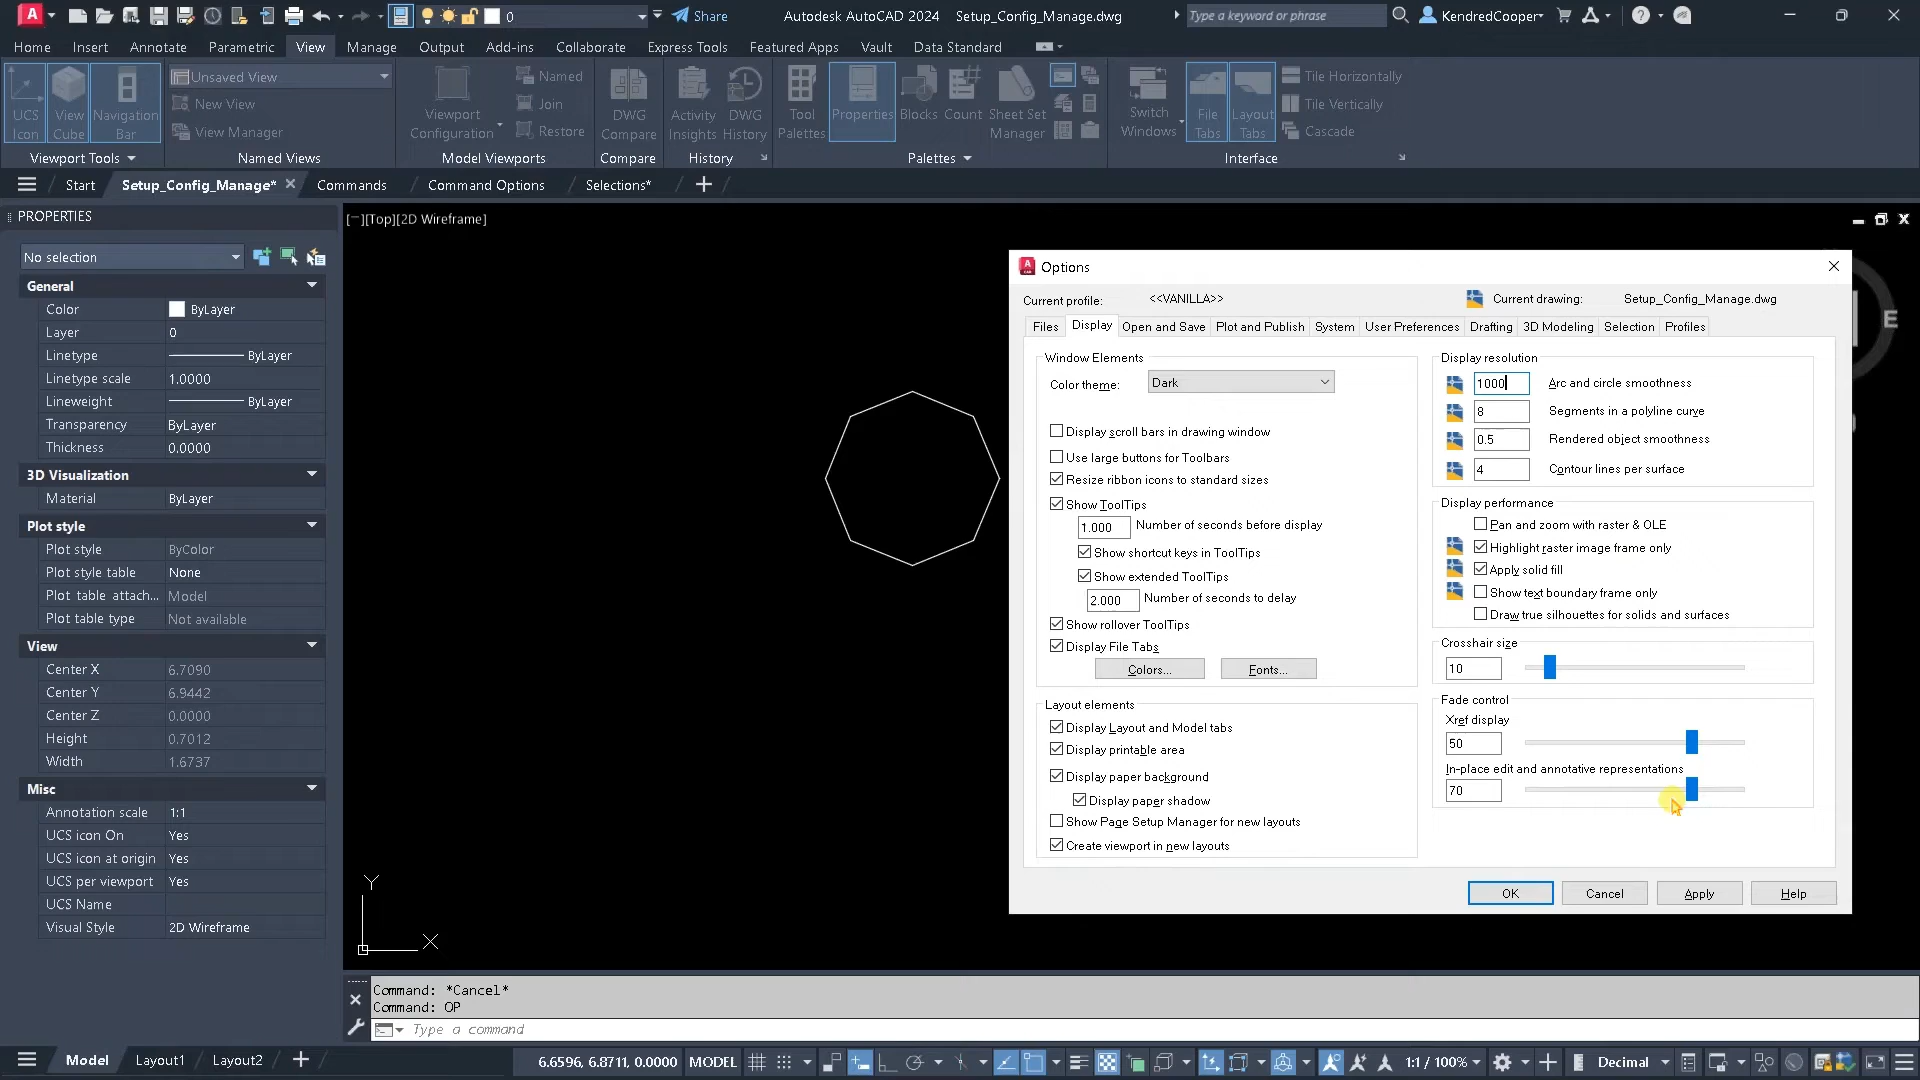 0
Share
Autodesk AutoCAD 2024 Setup_Config_Manage.dwg
Type a keyword or phrase
KendredCooper
Home Insert Annotate Parametric View Manage Output Add-ins Collaborate Express Tools Featured Apps Vault Data Standard
UCS Icon
View Cube
Navigation Bar
Viewport Tools
Unsaved View
New View
View Manager
Named Views
Viewport Configuration
Named
Join
Restore
Model Viewports
DWG Compare
Compare
Activity Insights
DWG History
History
Tool Palettes
Properties
Blocks
Count
Sheet Set Manager
Palettes
Switch Windows
File Tabs
Layout Tabs
Tile Horizontally
Tile Vertically
Cascade
Interface
Start Setup_Config_Manage* Commands Command Options Selections*
PROPERTIES
No selection
General
Color ByLayer
Layer 0
Linetype ByLayer
Linetype scale 1.0000
Lineweight ByLayer
Transparency ByLayer
Thickness 0.0000
3D Visualization
Material ByLayer
Plot style
Plot style ByColor
Plot style table None
Plot table attach... Model
Plot table type Not available
View
Center X 6.7090
Center Y 6.9442
Center Z 0.0000
Height 0.7012
Width 1.6737
Misc
Annotation scale 1:1
UCS icon On Yes
UCS icon at origin Yes
UCS per viewport Yes
UCS Name
Visual Style 2D Wireframe
[−][Top][2D Wireframe]
E
Y
X
Options
Current profile: <<VANILLA>> Current drawing: Setup_Config_Manage.dwg
Files Display Open and Save Plot and Publish System User Preferences Drafting 3D Modeling Selection Profiles
Window Elements
Color theme: Dark
Display scroll bars in drawing window
Use large buttons for Toolbars
Resize ribbon icons to standard sizes
Show ToolTips
1.000 Number of seconds before display
Show shortcut keys in ToolTips
Show extended ToolTips
2.000 Number of seconds to delay
Show rollover ToolTips
Display File Tabs
Colors... Fonts...
Layout elements
Display Layout and Model tabs
Display printable area
Display paper background
Display paper shadow
Show Page Setup Manager for new layouts
Create viewport in new layouts
Display resolution
1000 Arc and circle smoothness
8 Segments in a polyline curve
0.5 Rendered object smoothness
4 Contour lines per surface
Display performance
Pan and zoom with raster & OLE
Highlight raster image frame only
Apply solid fill
Show text boundary frame only
Draw true silhouettes for solids and surfaces
Crosshair size
10
Fade control
Xref display
50
In-place edit and annotative representations
70
OK Cancel Apply Help
Command: *Cancel*
Command: OP
Type a command
Model Layout1 Layout2
6.6596, 6.8711, 0.0000 MODEL 1:1 / 100% Decimal